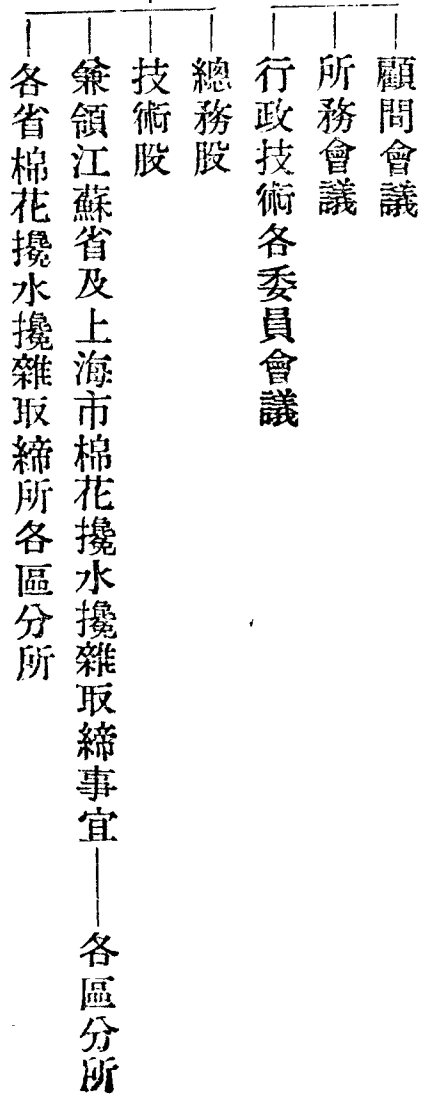 顧問會議
所務會議
行政技術各委員會議
總務股
技術股
兼領江蘇省及上海市棉花攙水攙雜取締事宜——各區分所
各省棉花攙水攙雜取締所各區分所